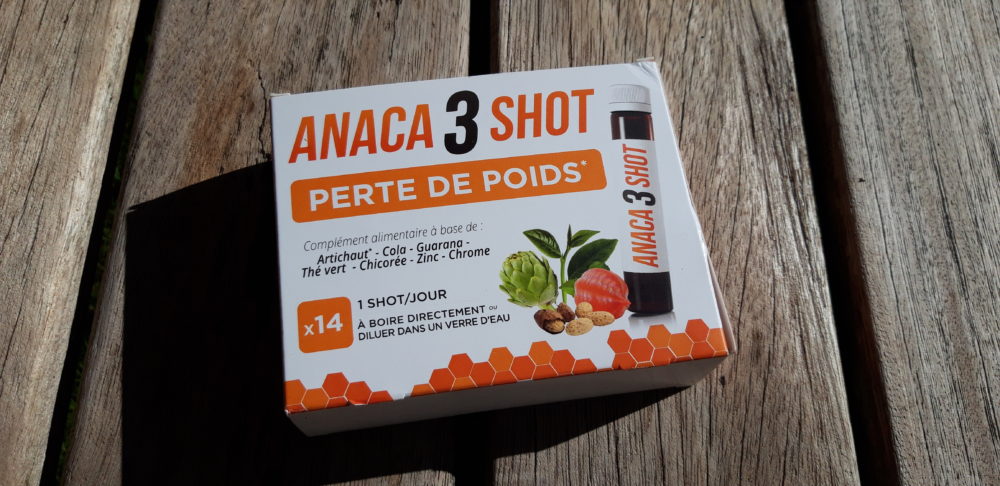 ANACA 3 SHOT
PERTE DE POIDS*
Complément alimentaire à base de :
Artichaut* - Cola - Guarana -
Thé vert - Chicorée - Zinc - Chrome
x14
1 SHOT/JOUR
À BOIRE DIRECTEMENT OU
DILUER DANS UN VERRE D'EAU
ANACA 3 SHOT